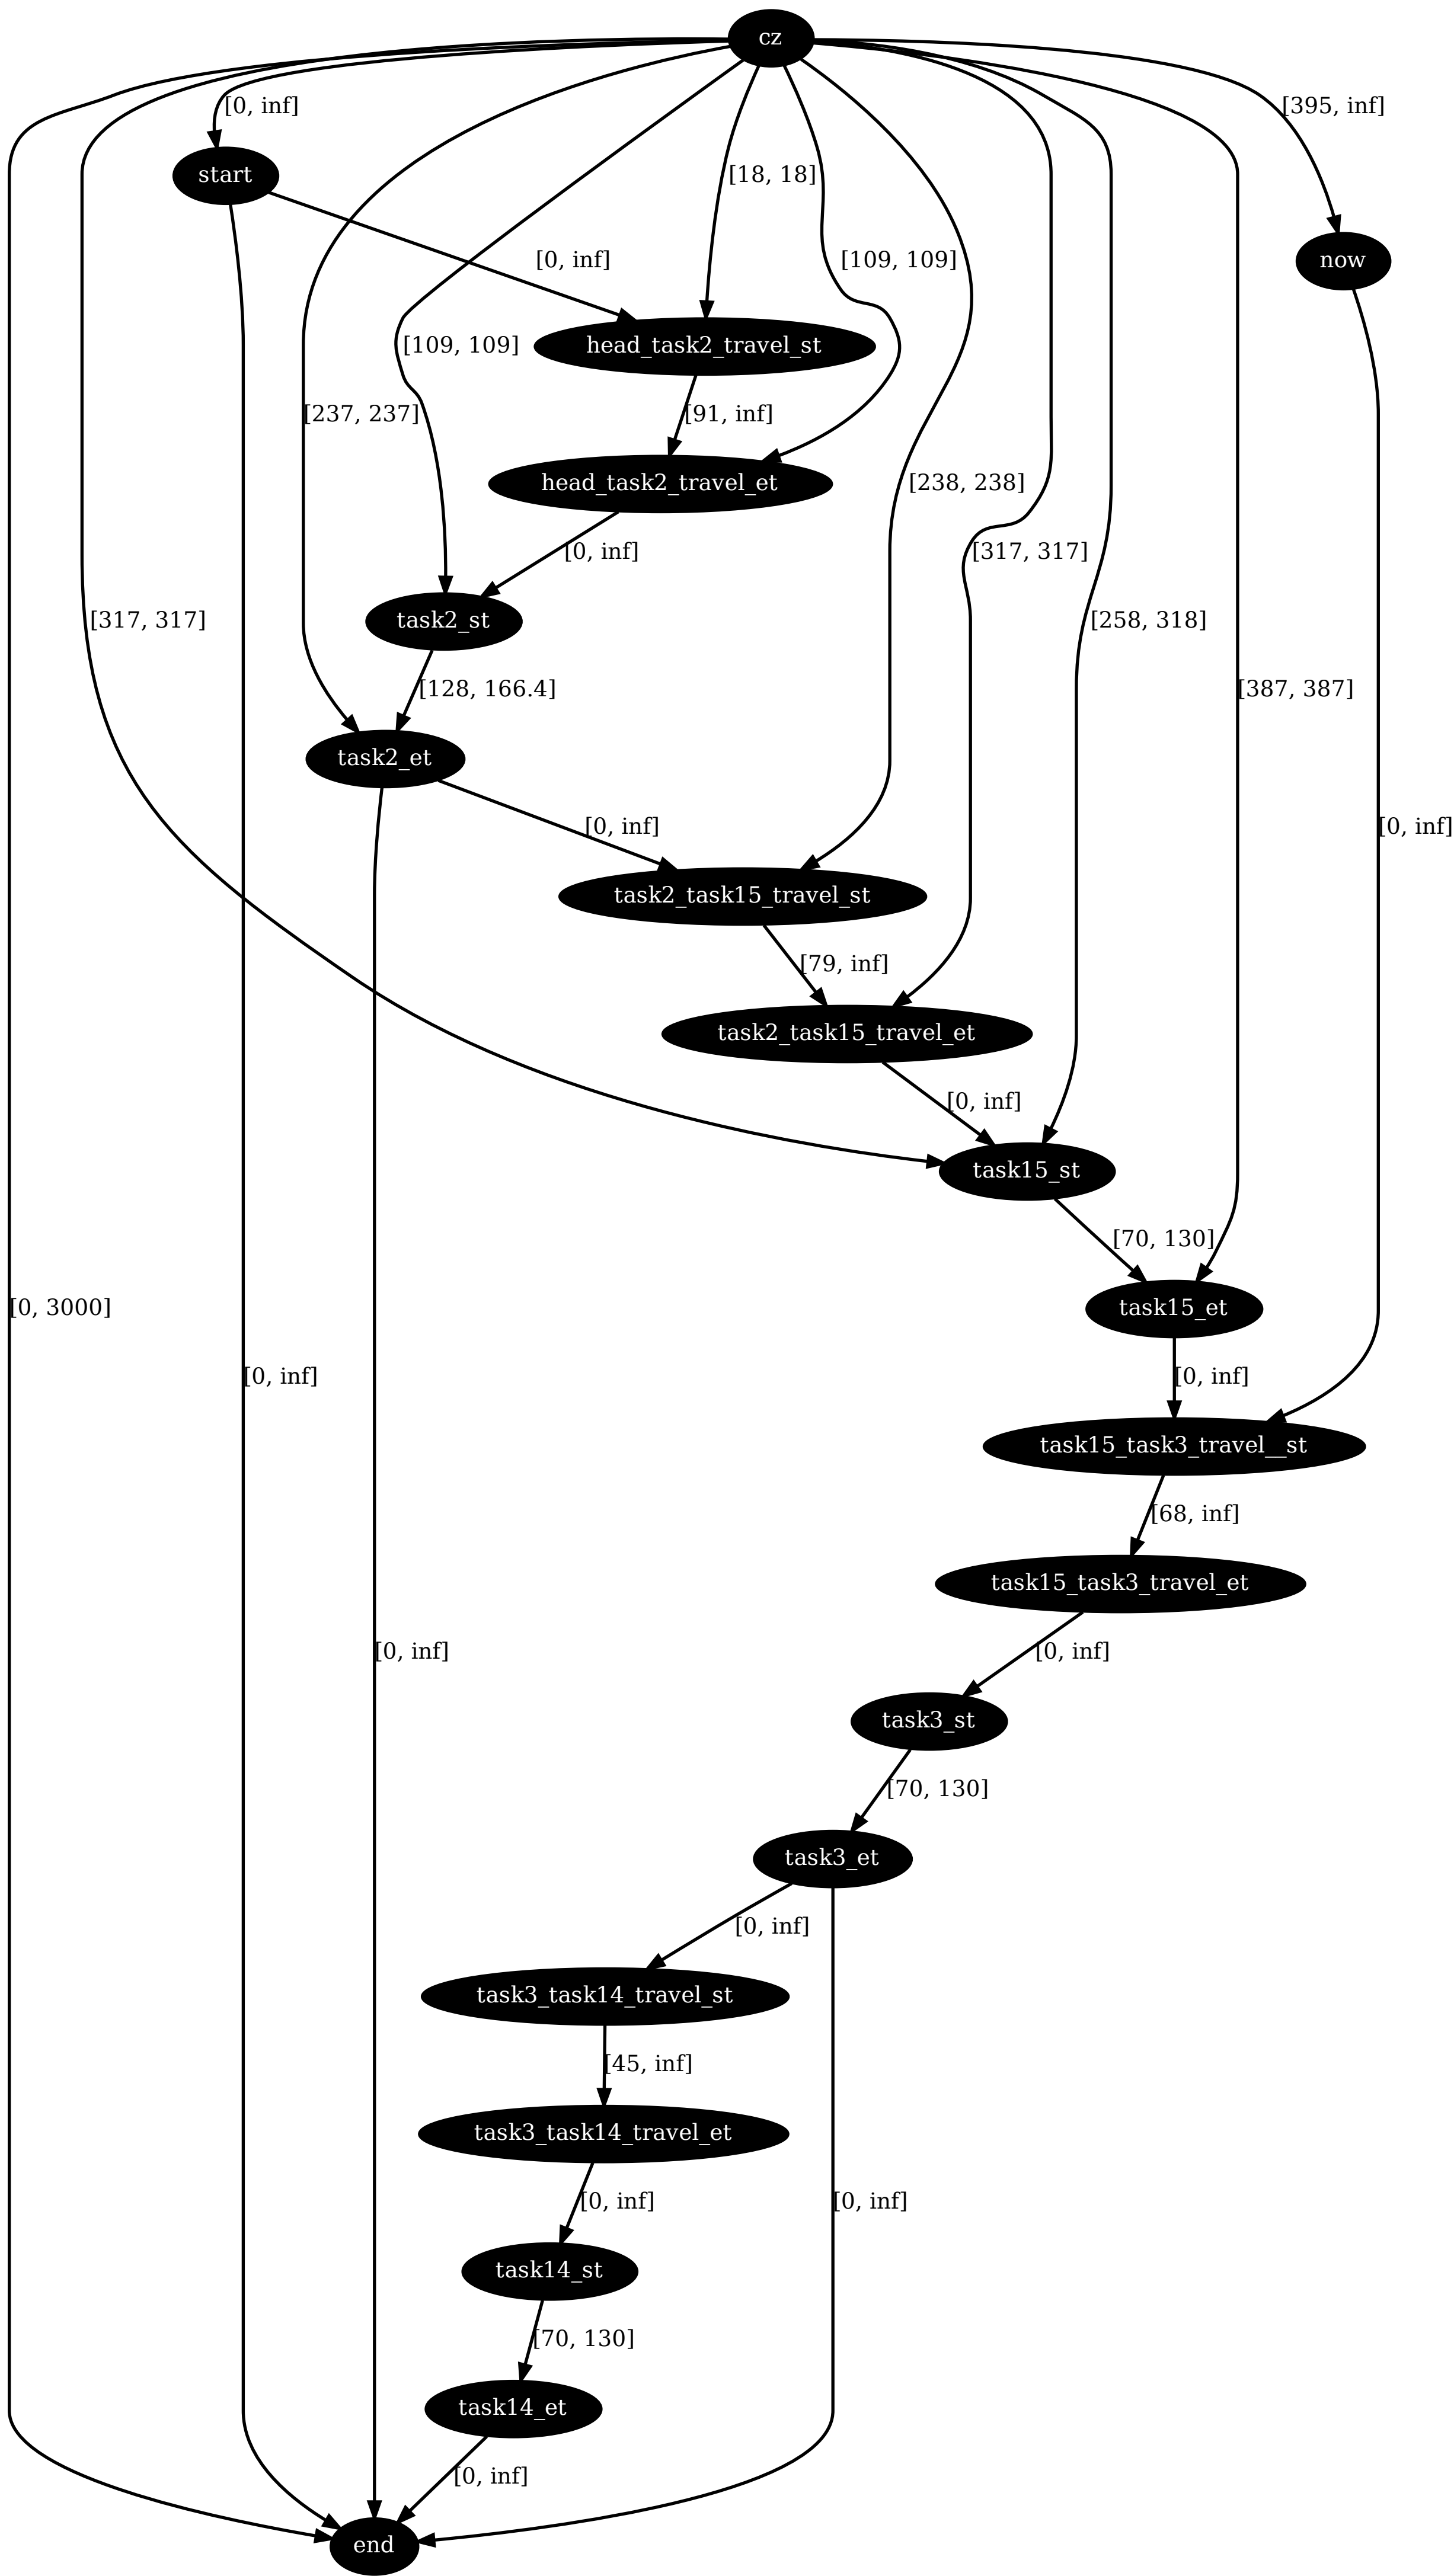 cz
[0, inf]
[395, inf]
start
[18, 18]
now
[0, inf]
[109, 109]
head_task2_travel_st
[109, 109]
[237, 237]
[91, inf]
head_task2_travel_et
[238, 238]
[0, inf]
[317, 317]
[317, 317]
task2_st
[258, 318]
[128, 166.4]
[387, 387]
task2_et
[0, inf]
[0, inf]
task2_task15_travel_st
[79, inf]
task2_task15_travel_et
[0, inf]
task15_st
[70, 130]
[0, 3000]
task15_et
[0, inf]
[0, inf]
task15_task3_travel__st
[68, inf]
task15_task3_travel_et
[0, inf]
[0, inf]
task3_st
[70, 130]
task3_et
[0, inf]
task3_task14_travel_st
[45, inf]
task3_task14_travel_et
[0, inf]
[0, inf]
task14_st
[70, 130]
task14_et
[0, inf]
end